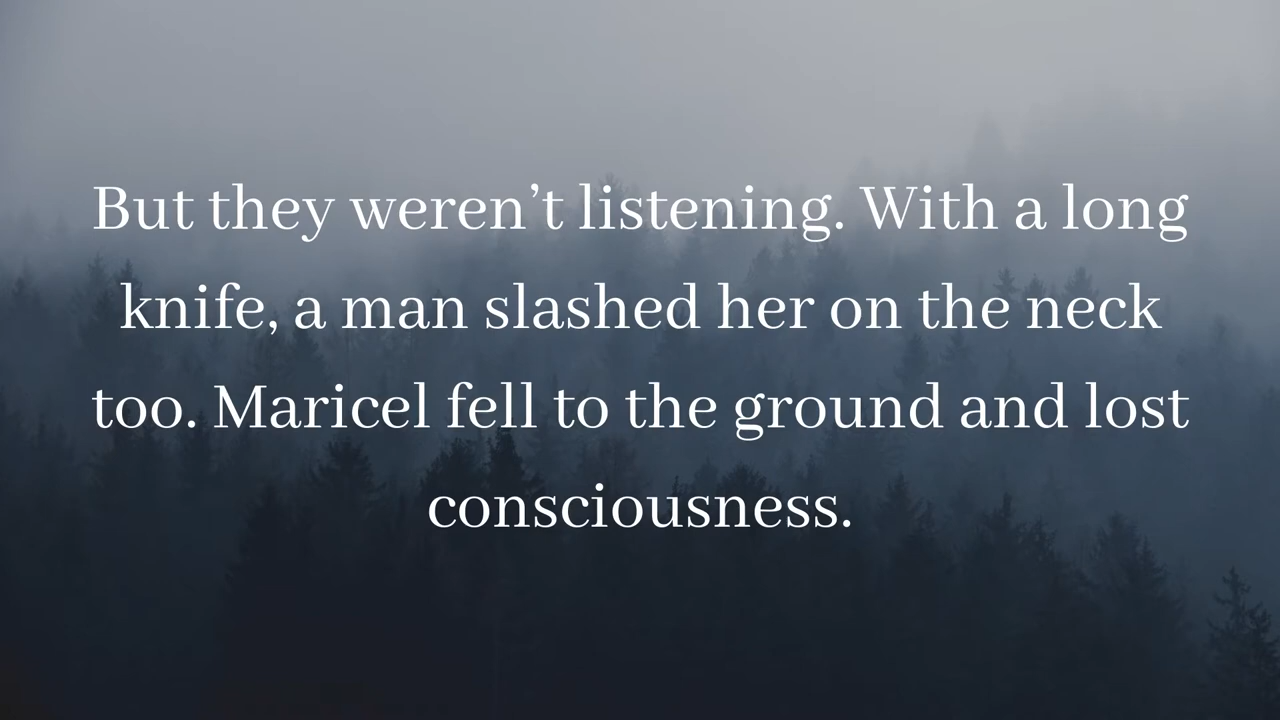 But they weren’t listening. With a long
knife, a man slashed her on the neck
too. Maricel fell to the ground and lost
consciousness.